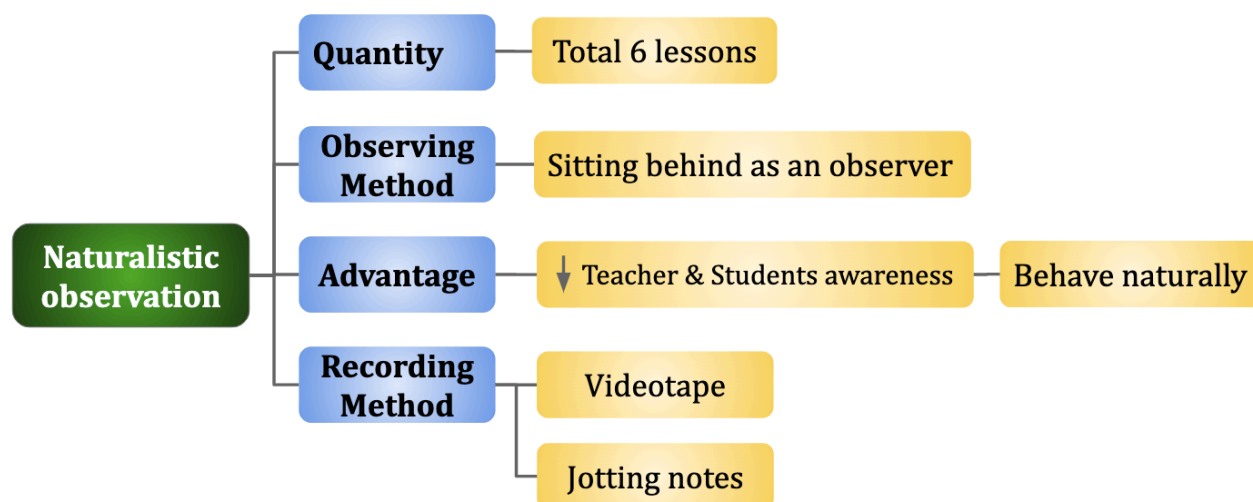 Naturalistic
observation
Quantity
Total 6 lessons
Observing
Method
Sitting behind as an observer
Advantage
↓ Teacher & Students awareness
Behave naturally
Recording
Method
Videotape
Jotting notes